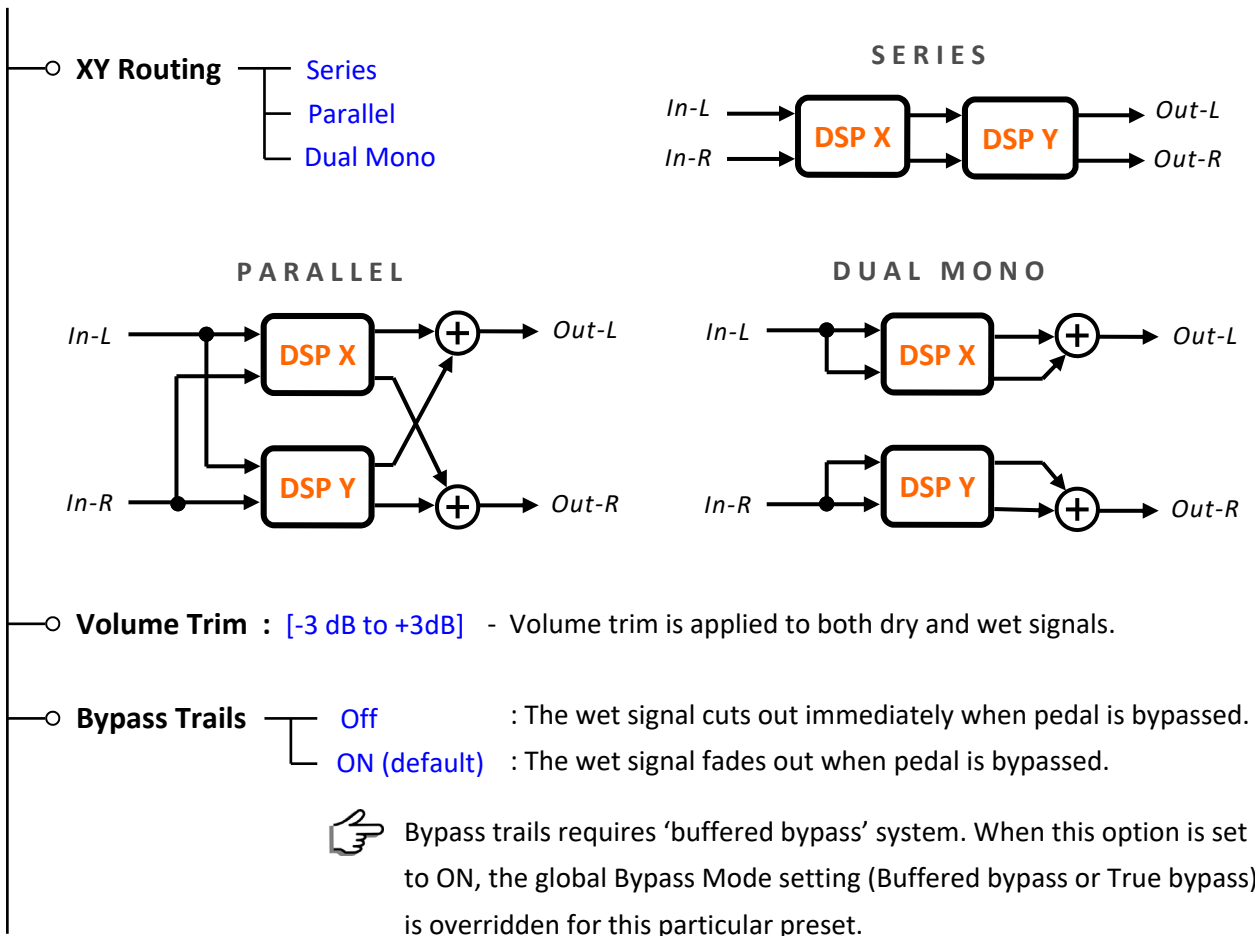 XY Routing
Series
Parallel
Dual Mono
SERIES
In-L
In-R
DSP X
DSP Y
Out-L
Out-R
PARALLEL
In-L
In-R
DSP X
DSP Y
+
+
Out-L
Out-R
DUAL MONO
In-L
In-R
DSP X
DSP Y
+
+
Out-L
Out-R
Volume Trim : [-3 dB to +3dB] - Volume trim is applied to both dry and wet signals.
Bypass Trails
Off : The wet signal cuts out immediately when pedal is bypassed.
ON (default) : The wet signal fades out when pedal is bypassed.
Bypass trails requires ‘buffered bypass’ system. When this option is set
to ON, the global Bypass Mode setting (Buffered bypass or True bypass)
is overridden for this particular preset.